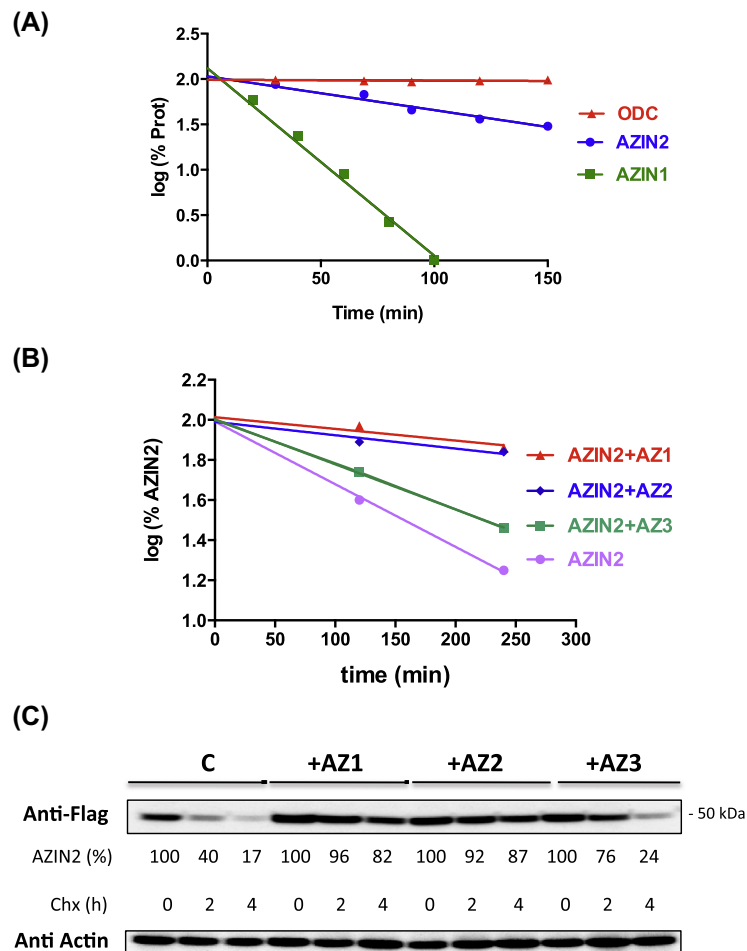 (A)
2.5
2.0
1.5
1.0
0.5
0.0
log (% Prot)
0 50 100 150
Time (min)
ODC
AZIN2
AZIN1
(B)
2.2
2.0
1.8
1.6
1.4
1.2
1.0
log (% AZIN2)
0 50 100 150 200 250 300
time (min)
AZIN2+AZ1
AZIN2+AZ2
AZIN2+AZ3
AZIN2
(C)
C +AZ1 +AZ2 +AZ3
Anti-Flag - 50 kDa
AZIN2 (%) 100 40 17 100 96 82 100 92 87 100 76 24
Chx (h) 0 2 4 0 2 4 0 2 4 0 2 4
Anti Actin